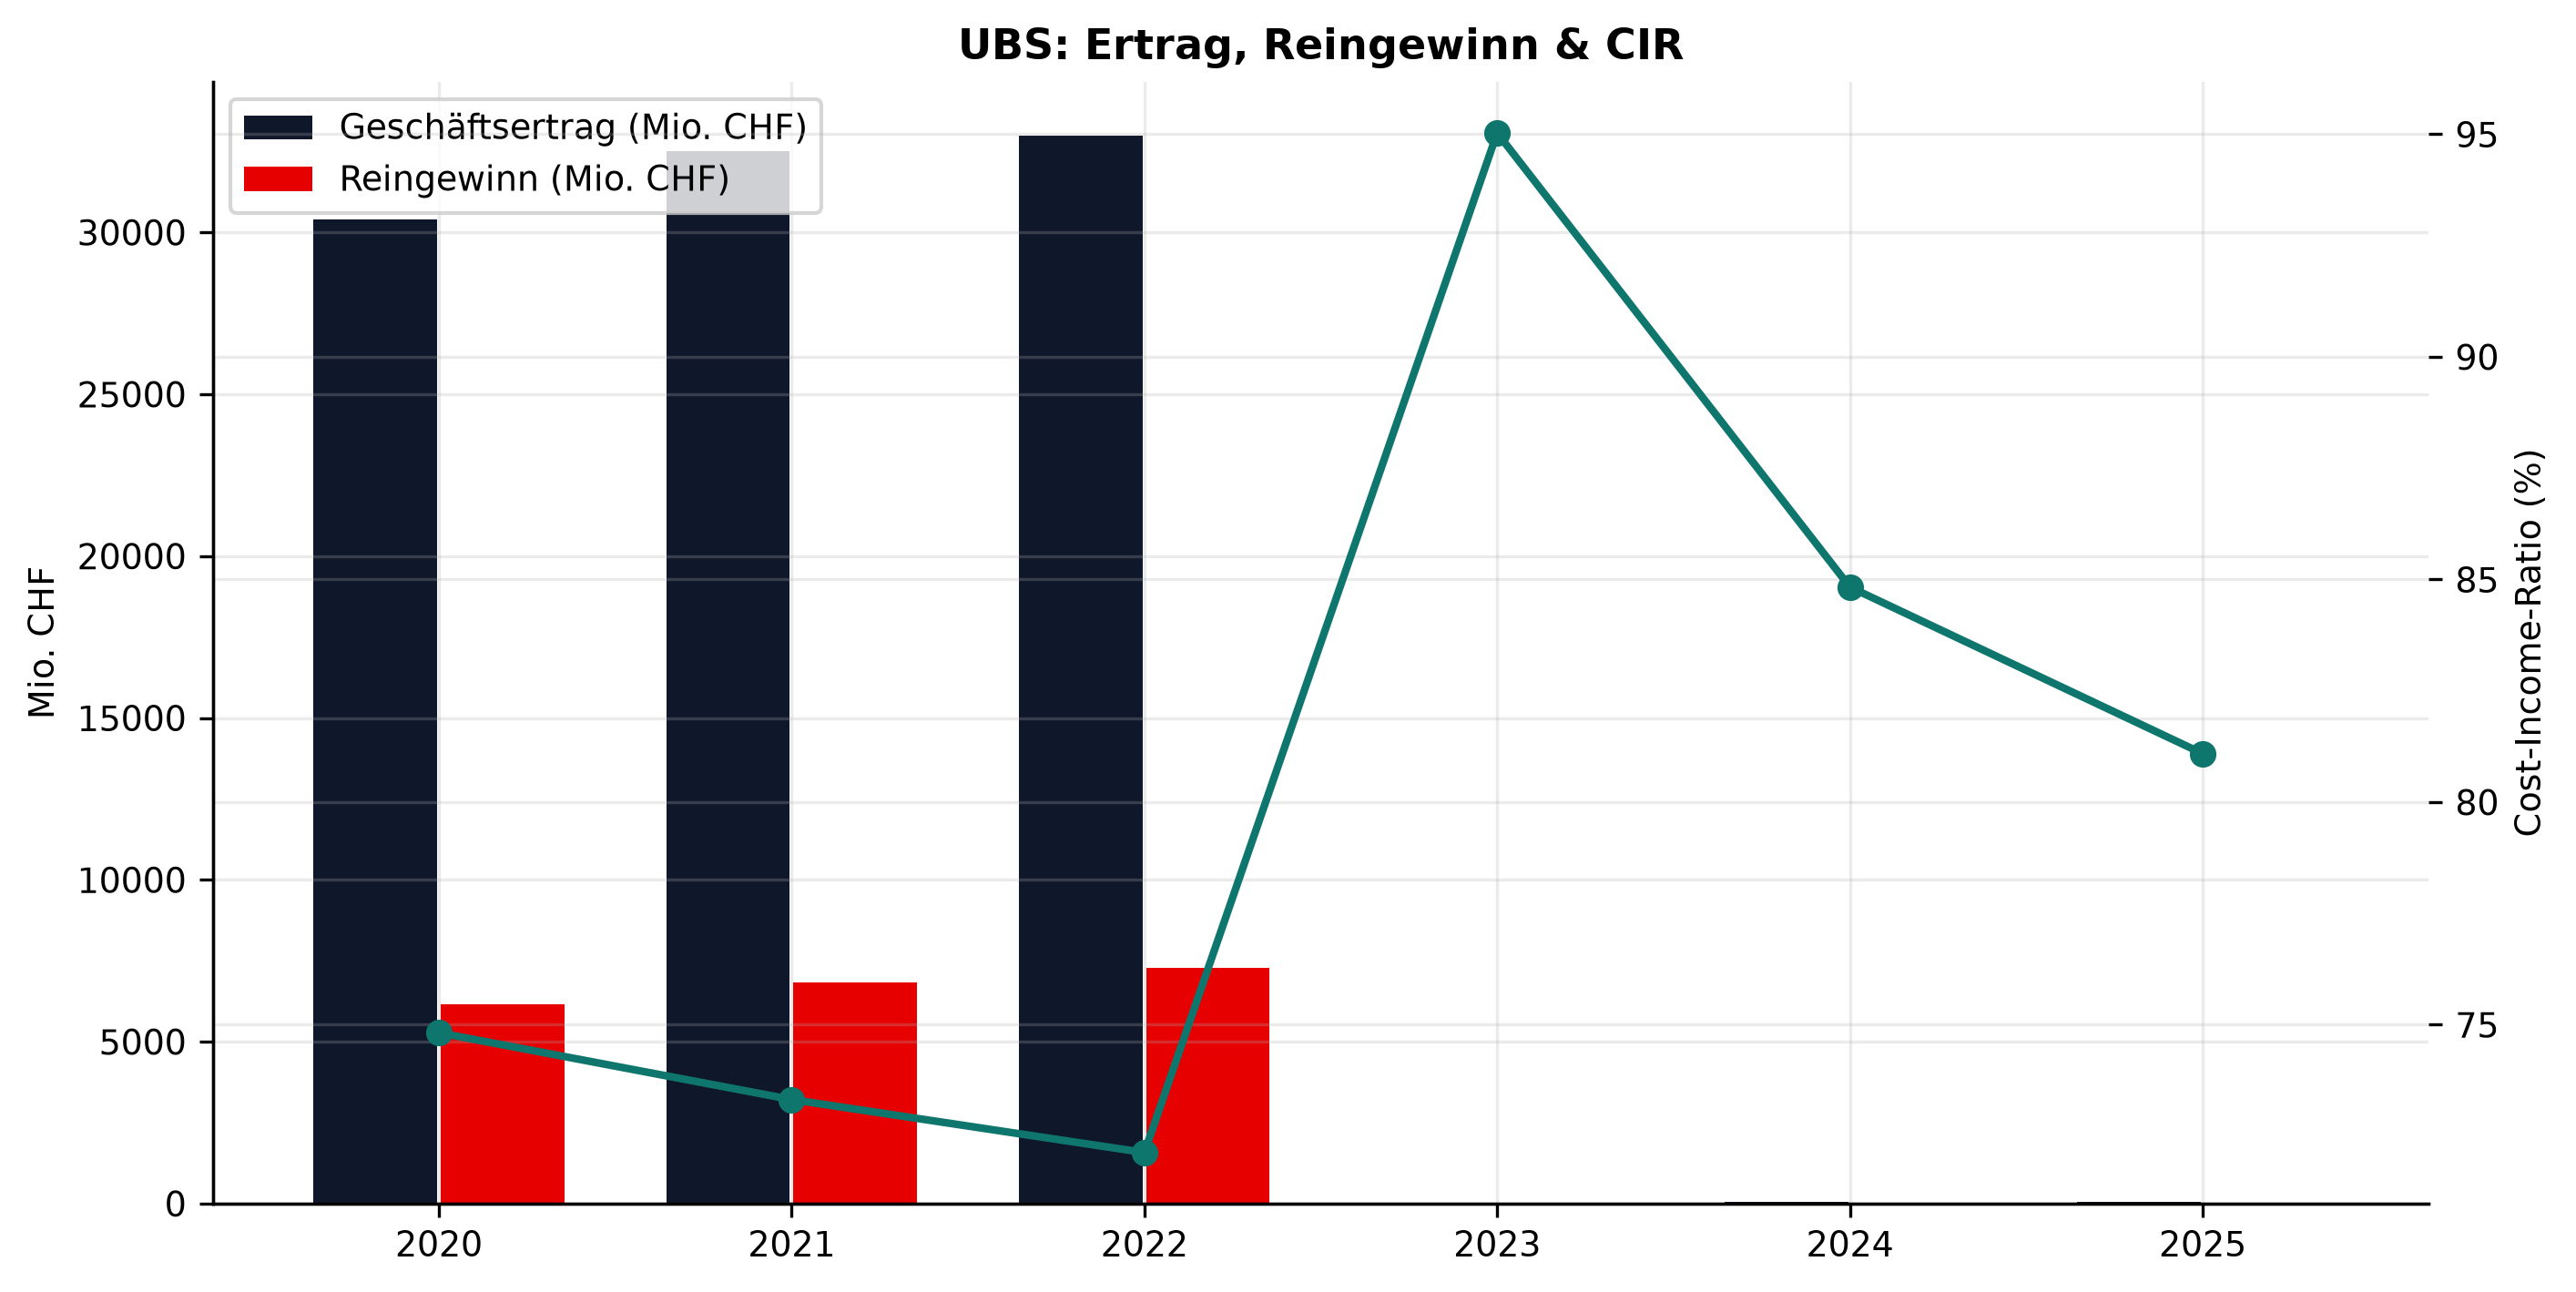 UBS: Ertrag, Reingewinn & CIR
Geschäftsertrag (Mio. CHF)
Reingewinn (Mio. CHF)
Mio. CHF
30000
25000
20000
15000
10000
5000
0
95
90
85
80
75
Cost-Income-Ratio (%)
2020 2021 2022 2023 2024 2025